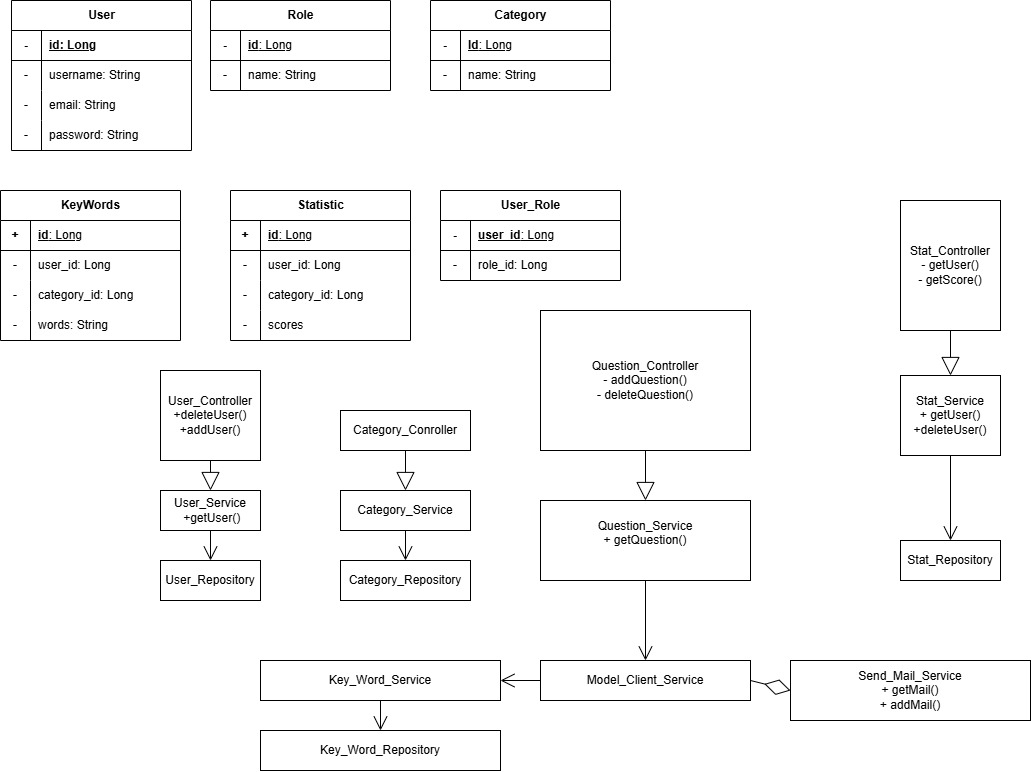 User
- id: Long
- username: String
- email: String
- password: String
Role
- id: Long
- name: String
Category
- Id: Long
- name: String
KeyWords
+ id: Long
- user_id: Long
- category_id: Long
- words: String
Statistic
+ id: Long
- user_id: Long
- category_id: Long
- scores
User_Role
- user_id: Long
- role_id: Long
Stat_Controller
- getUser()
- getScore()
Question_Controller
- addQuestion()
- deleteQuestion()
User_Controller
+deleteUser()
+addUser()
Category_Conroller
Stat_Service
+ getUser()
+deleteUser()
User_Service
+getUser()
Category_Service
Question_Service
+ getQuestion()
User_Repository
Category_Repository
Stat_Repository
Key_Word_Service
Model_Client_Service
Send_Mail_Service
+ getMail()
+ addMail()
Key_Word_Repository